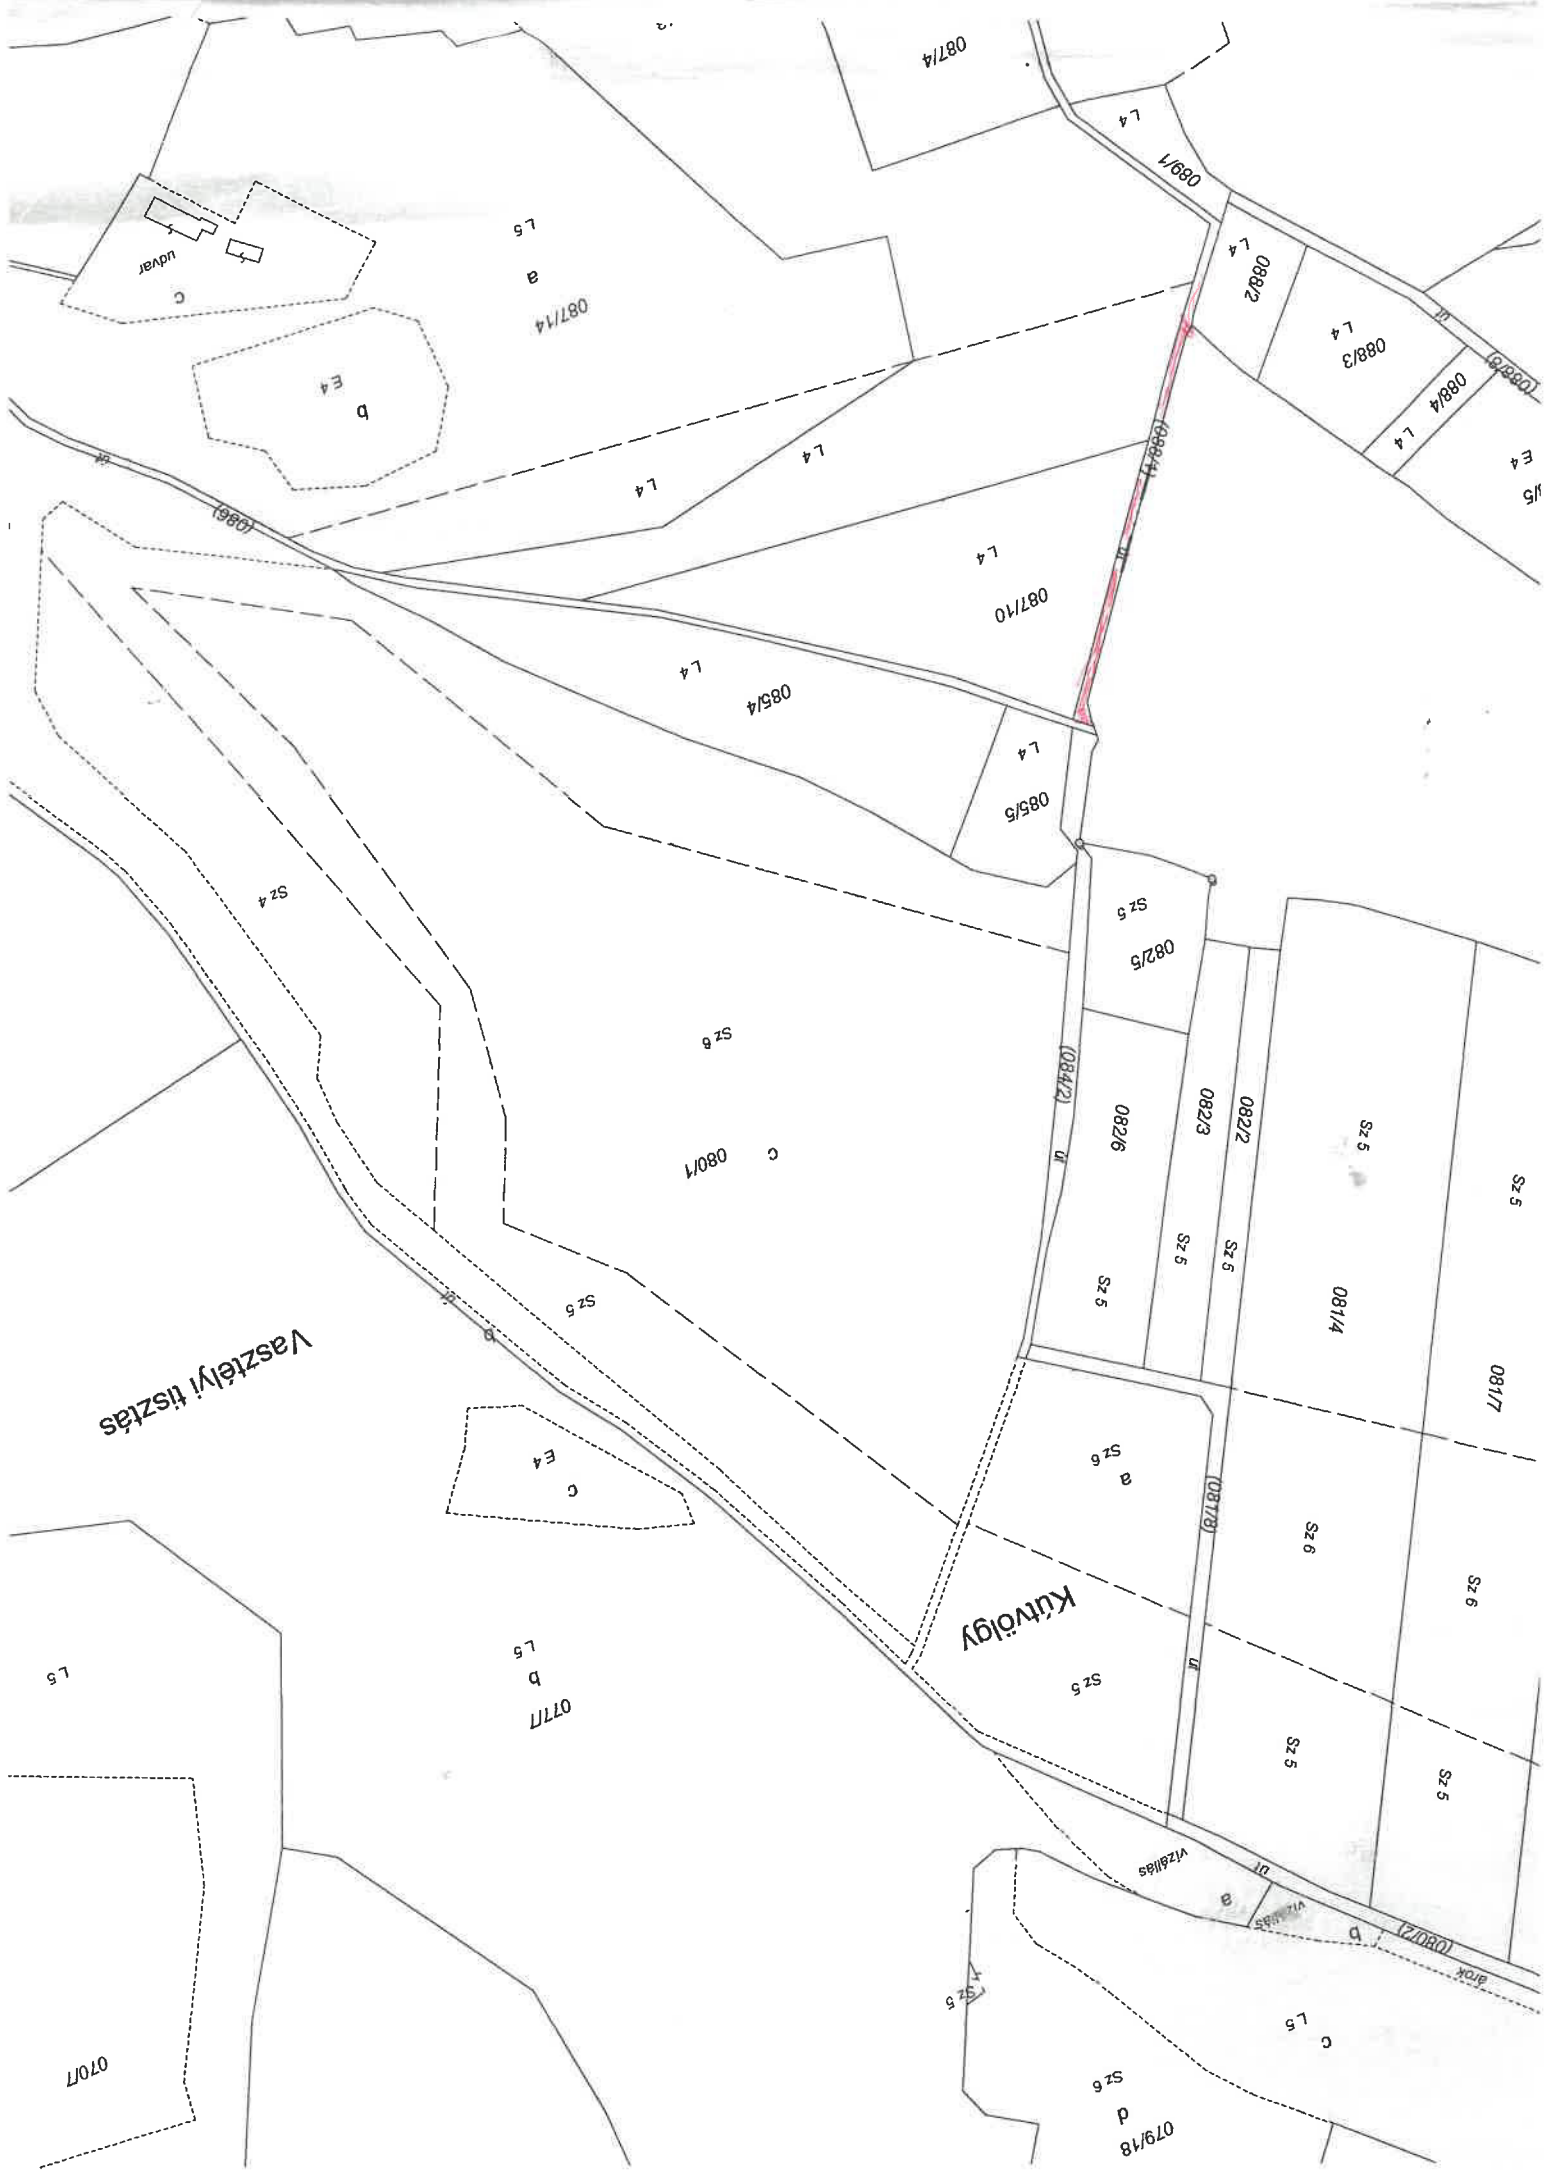 087/4
L 4
089/1
L 5
a
087/14
udvar
c
E 4
b
L 4
088/2
L 4
088/3
út
(088/8)
088/4
L 4
E 4
(086)
út
L 4
L 4
(088/1)
út
L 4
087/10
L 4
085/4
L 4
085/5
Sz 4
Sz 5
082/5
Sz 6
c
080/1
(084/2)
út
082/6
Sz 5
082/3
Sz 5
082/2
Sz 5
Sz 5
081/4
Sz 5
081/7
Sz 5
út
b
Vasztélyi tisztás
E 4
c
Sz 6
a
(081/8)
út
Sz 6
Sz 6
Kútvölgy
Sz 5
Sz 5
Sz 5
L 5
L 5
b
077/7
vízállás
a
út
vízállás
b
(080/2)
árok
Sz 5
L 5
c
070/7
Sz 6
d
079/18